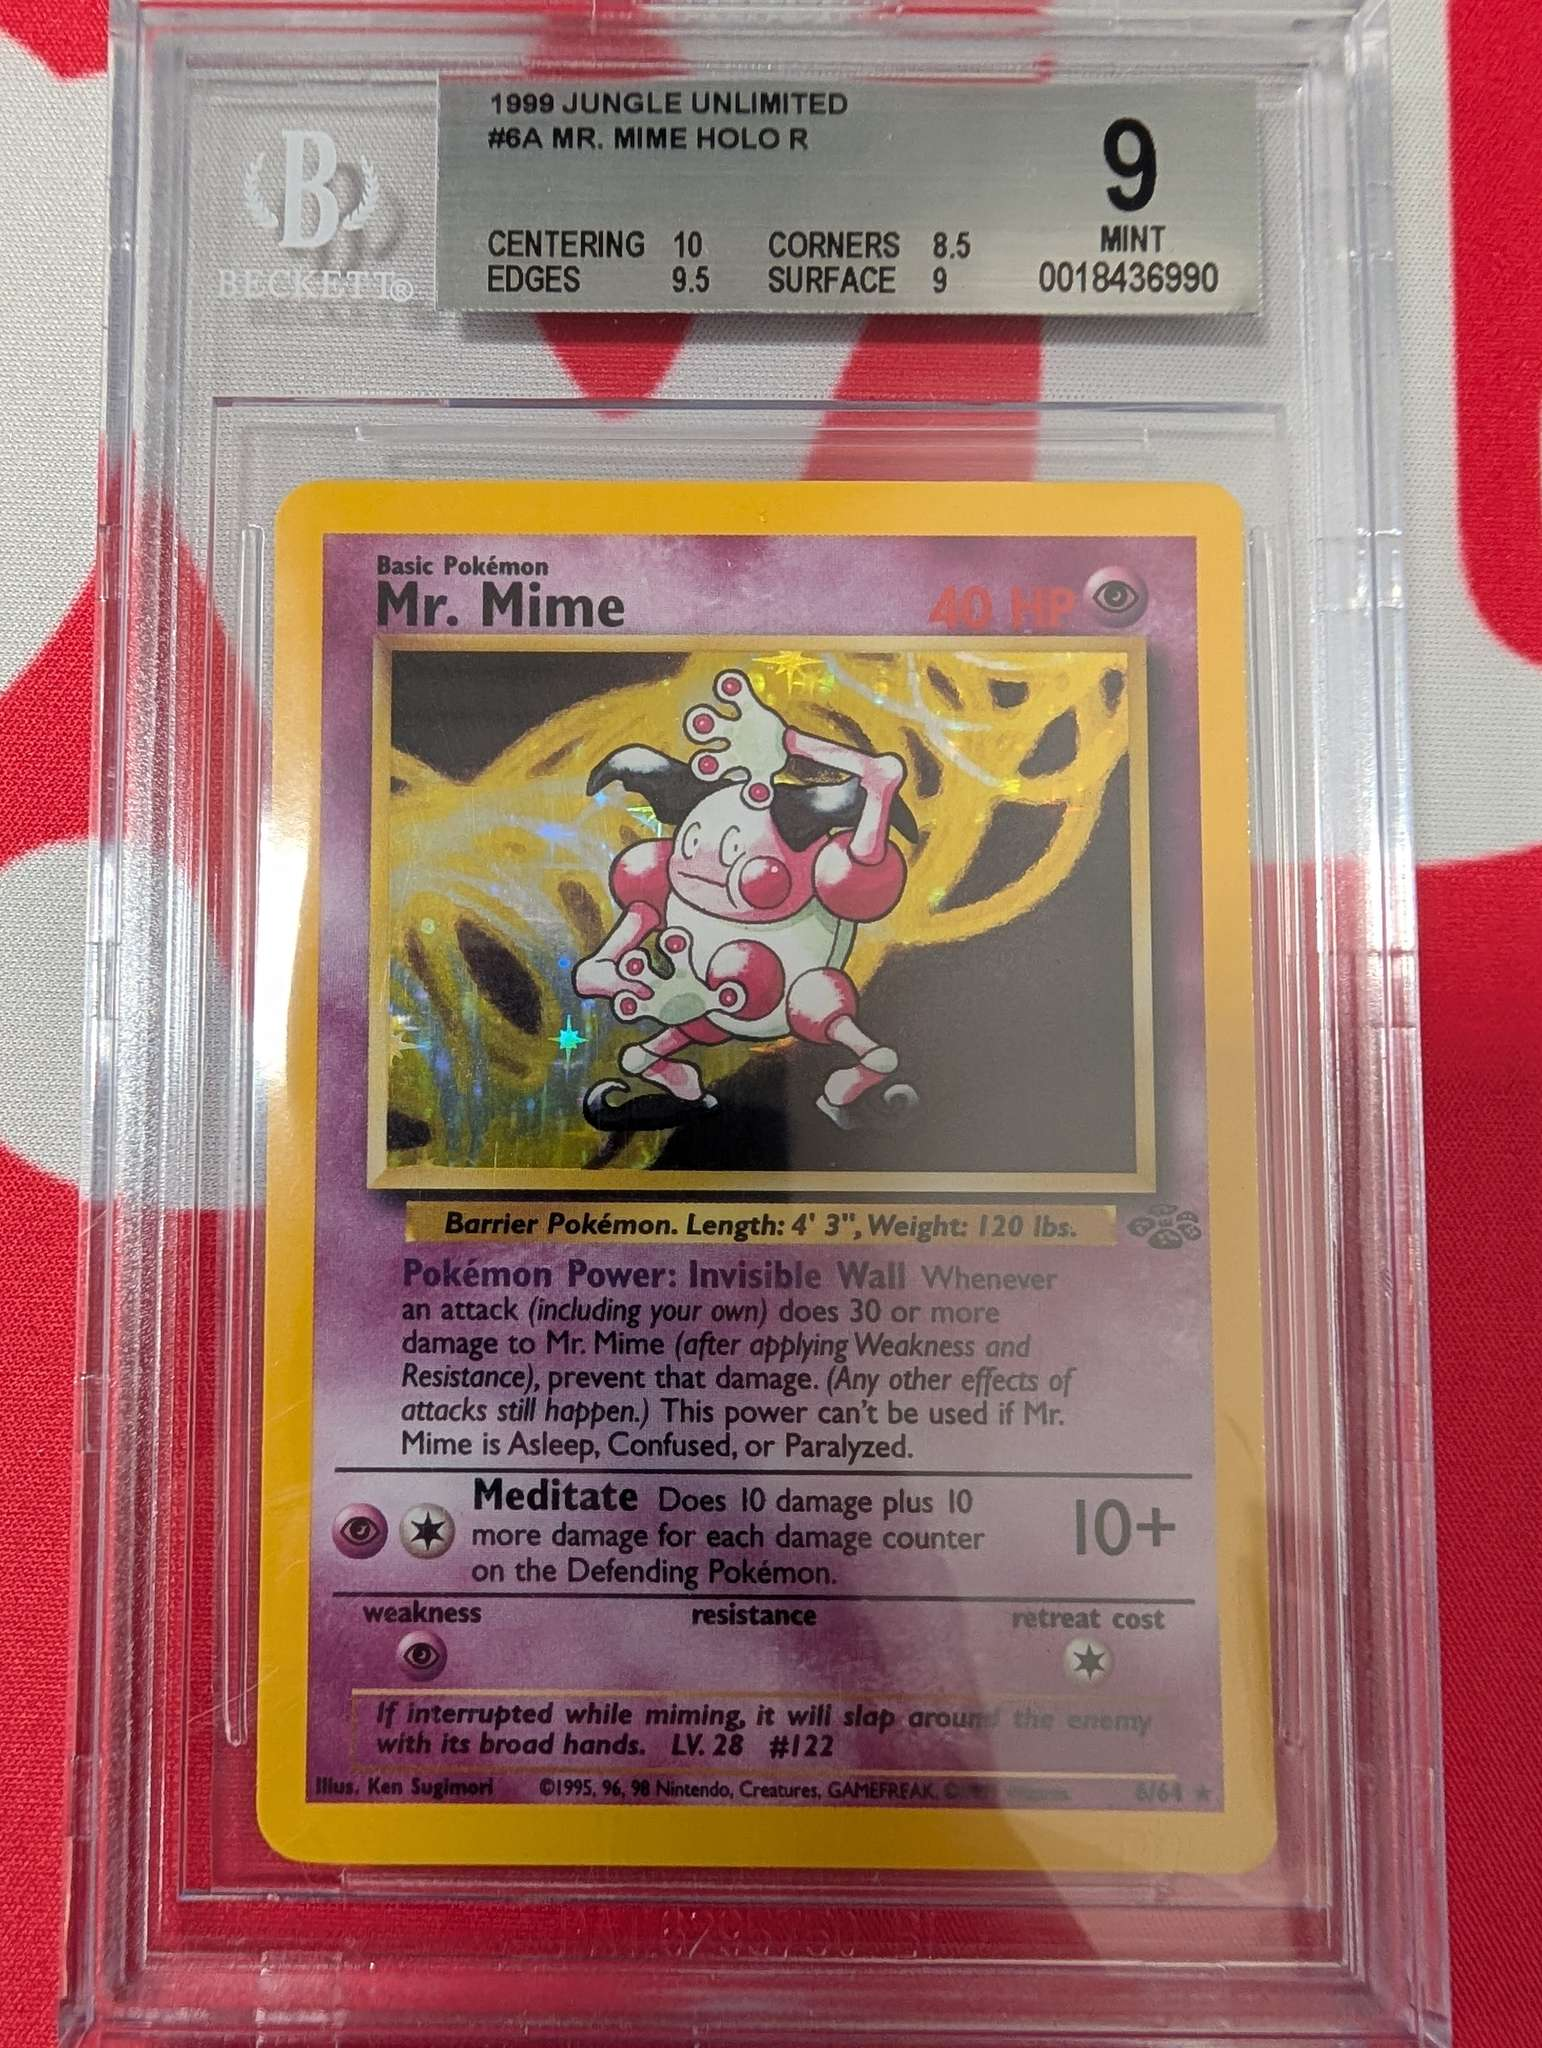 B
BECKETT®
1999 JUNGLE UNLIMITED
#6A MR. MIME HOLO R
9
MINT
0018436990
CENTERING 10 CORNERS 8.5
EDGES 9.5 SURFACE 9
Basic Pokémon
Mr. Mime 40 HP
Barrier Pokémon. Length: 4' 3", Weight: 120 lbs.
Pokémon Power: Invisible Wall Whenever
an attack (including your own) does 30 or more
damage to Mr. Mime (after applying Weakness and
Resistance), prevent that damage. (Any other effects of
attacks still happen.) This power can't be used if Mr.
Mime is Asleep, Confused, or Paralyzed.
Meditate Does 10 damage plus 10
more damage for each damage counter
on the Defending Pokémon.
10+
weakness resistance retreat cost
If interrupted while miming, it will slap around the enemy
with its broad hands. LV. 28 #122
Illus. Ken Sugimori ©1995, 96, 98 Nintendo, Creatures, GAMEFREAK. 6/64 ★